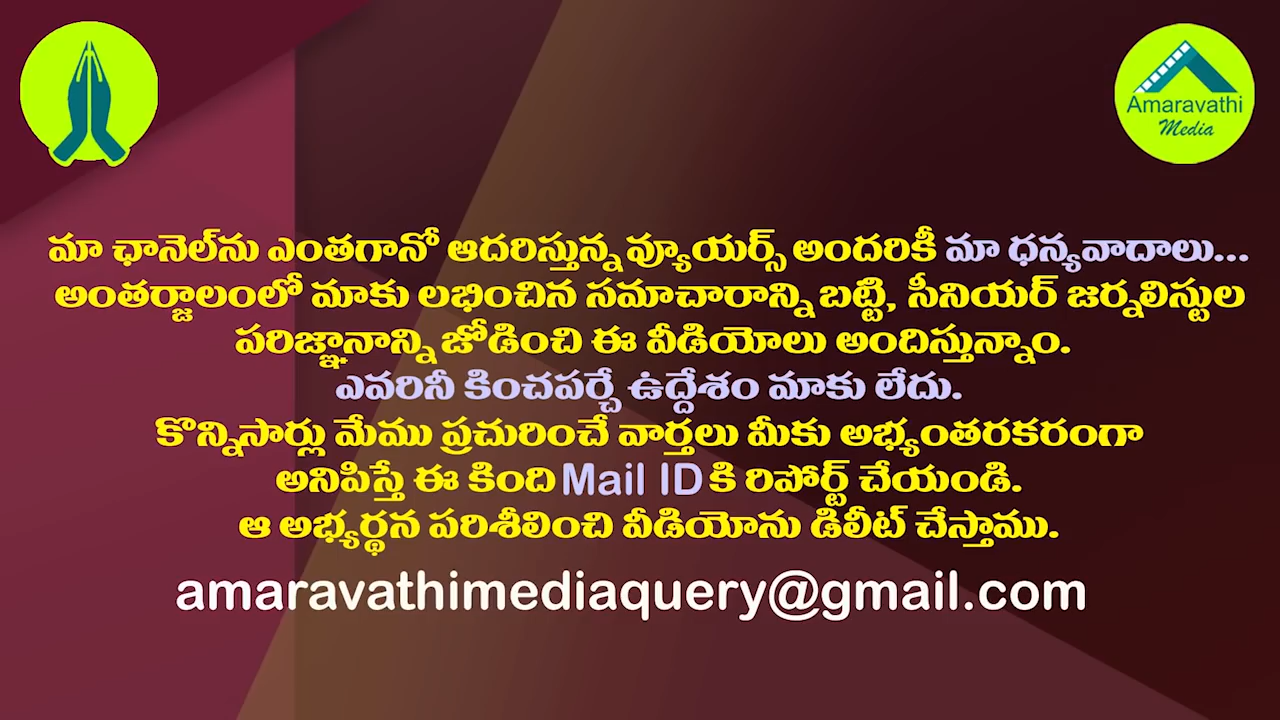 Amaravathi
Media
మా ఛానెల్‌ను ఎంతగానో ఆదరిస్తున్న వ్యూయర్స్ అందరికీ మా ధన్యవాదాలు...
అంతర్జాలంలో మాకు లభించిన సమాచారాన్ని బట్టి, సీనియర్ జర్నలిస్టుల
పరిజ్ఞానాన్ని జోడించి ఈ వీడియోలు అందిస్తున్నాం.
ఎవరినీ కించపర్చే ఉద్దేశం మాకు లేదు.
కొన్నిసార్లు మేము ప్రచురించే వార్తలు మీకు అభ్యంతరకరంగా
అనిపిస్తే ఈ కింది Mail ID కి రిపోర్ట్ చేయండి.
ఆ అభ్యర్థన పరిశీలించి వీడియోను డిలీట్ చేస్తాము.
amaravathimediaquery@gmail.com